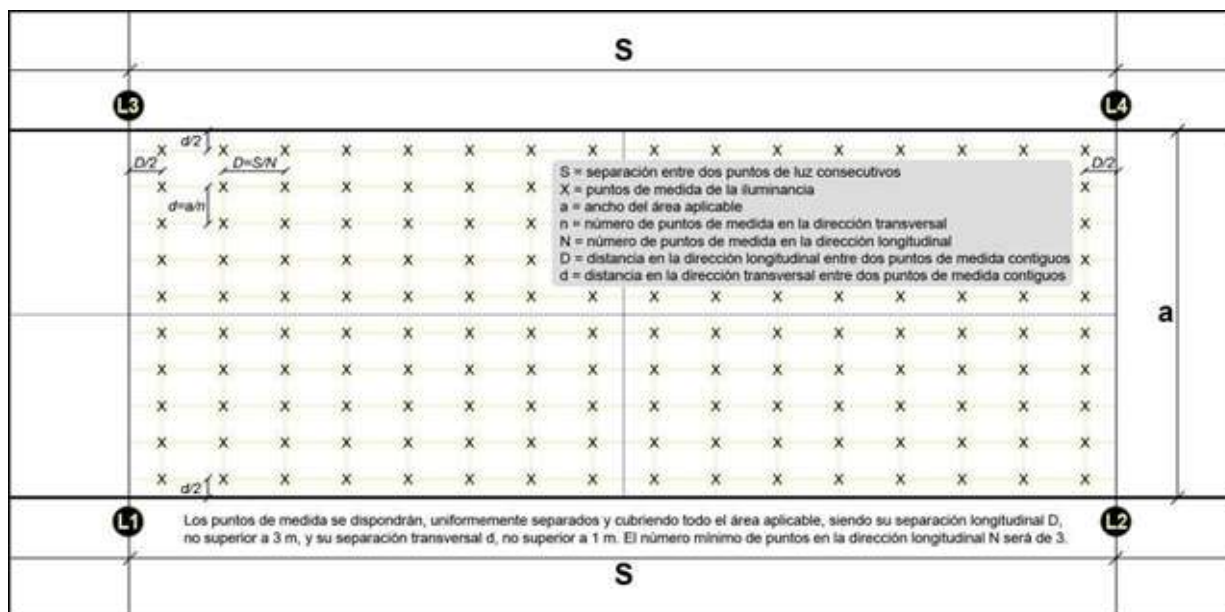 S
L3
L4
d/2
D/2
D=S/N
D/2
d=a/n
S = separación entre dos puntos de luz consecutivos
X = puntos de medida de la iluminancia
a = ancho del área aplicable
n = número de puntos de medida en la dirección transversal
N = número de puntos de medida en la dirección longitudinal
D = distancia en la dirección longitudinal entre dos puntos de medida contiguos
d = distancia en la dirección transversal entre dos puntos de medida contiguos
a
d/2
L1
L2
Los puntos de medida se dispondrán, uniformemente separados y cubriendo todo el área aplicable, siendo su separación longitudinal D,
no superior a 3 m, y su separación transversal d, no superior a 1 m. El número mínimo de puntos en la dirección longitudinal N será de 3.
S